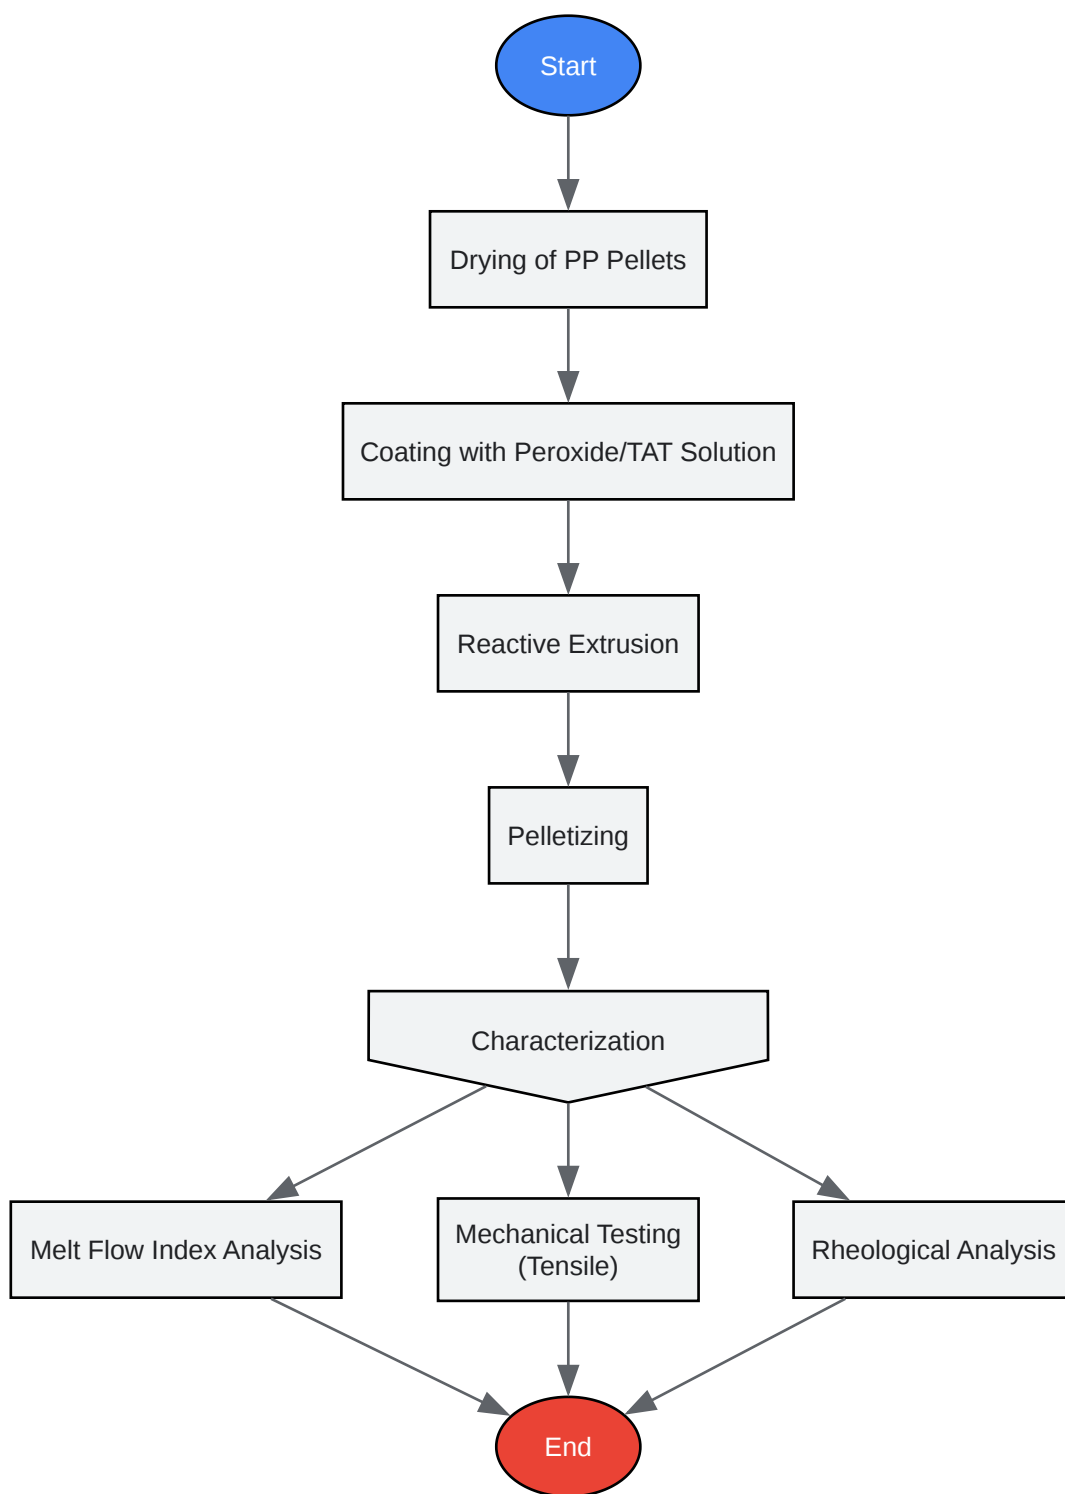 Start
Drying of PP Pellets
Coating with Peroxide/TAT Solution
Reactive Extrusion
Pelletizing
Characterization
Melt Flow Index Analysis
Mechanical Testing
(Tensile)
Rheological Analysis
End